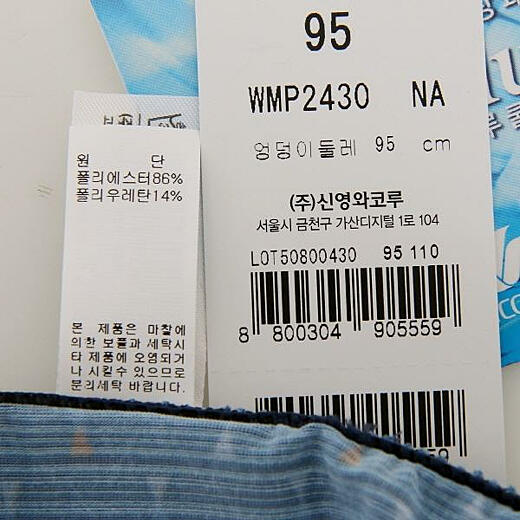 95
WMP2430 NA
엉덩이둘레 95 cm
(주)신영와코루
서울시 금천구 가산디지털 1로 104
LOT50800430 95 110
8 800304 905559
원 단
폴리에스터86%
폴리우레탄14%
본 제품은 마찰에
의한 보풀과 세탁시
타 제품에 오염되거
나 시킬수 있으므로
분리세탁 바랍니다.